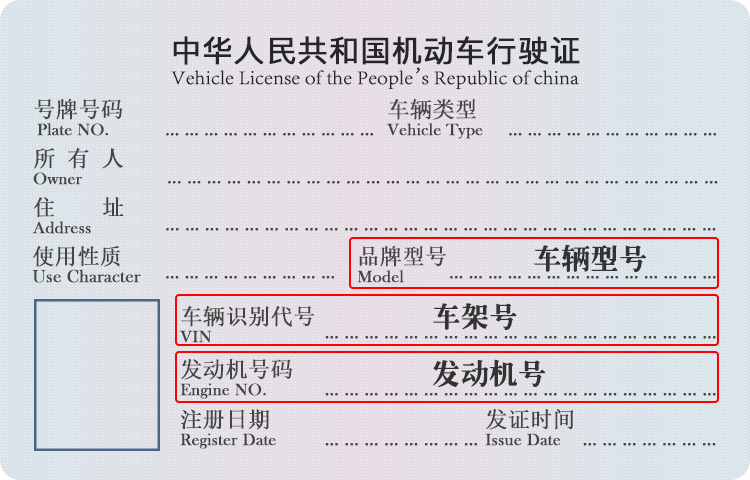 中华人民共和国机动车行驶证
Vehicle License of the People's Republic of china
号牌号码 车辆类型
Plate NO. Vehicle Type
所有人
Owner
住址
Address
使用性质 品牌型号 车辆型号
Use Character Model
车辆识别代号 车架号
VIN
发动机号码 发动机号
Engine NO.
注册日期 发证时间
Register Date Issue Date